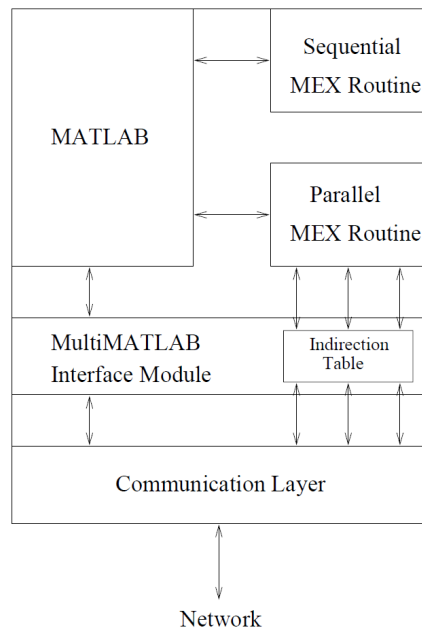 Sequential
MEX Routine
MATLAB
Parallel
MEX Routine
MultiMATLAB
Interface Module
Indirection
Table
Communication Layer
Network